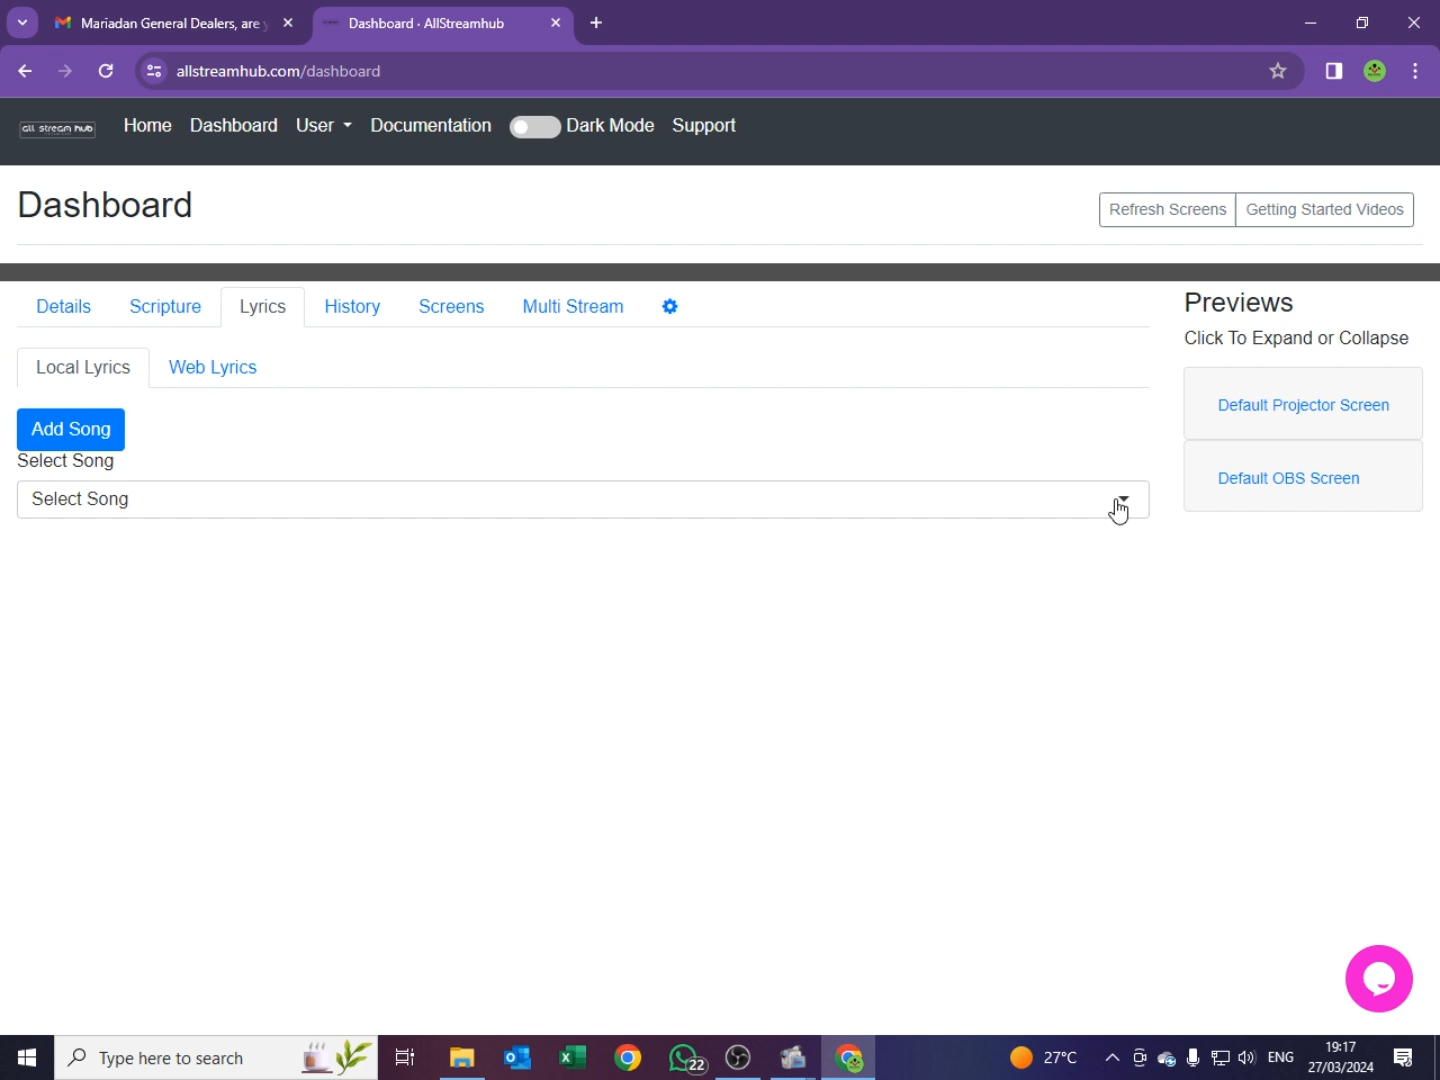 Mariadan General Dealers, are
Dashboard · AllStreamhub
allstreamhub.com/dashboard
all stream hub
Home Dashboard User Documentation Dark Mode Support
Dashboard
Refresh Screens Getting Started Videos
Details Scripture Lyrics History Screens Multi Stream
Previews
Click To Expand or Collapse
Local Lyrics Web Lyrics
Default Projector Screen
Add Song
Select Song
Default OBS Screen
Select Song
Type here to search
22
27°C
ENG
19:17
27/03/2024